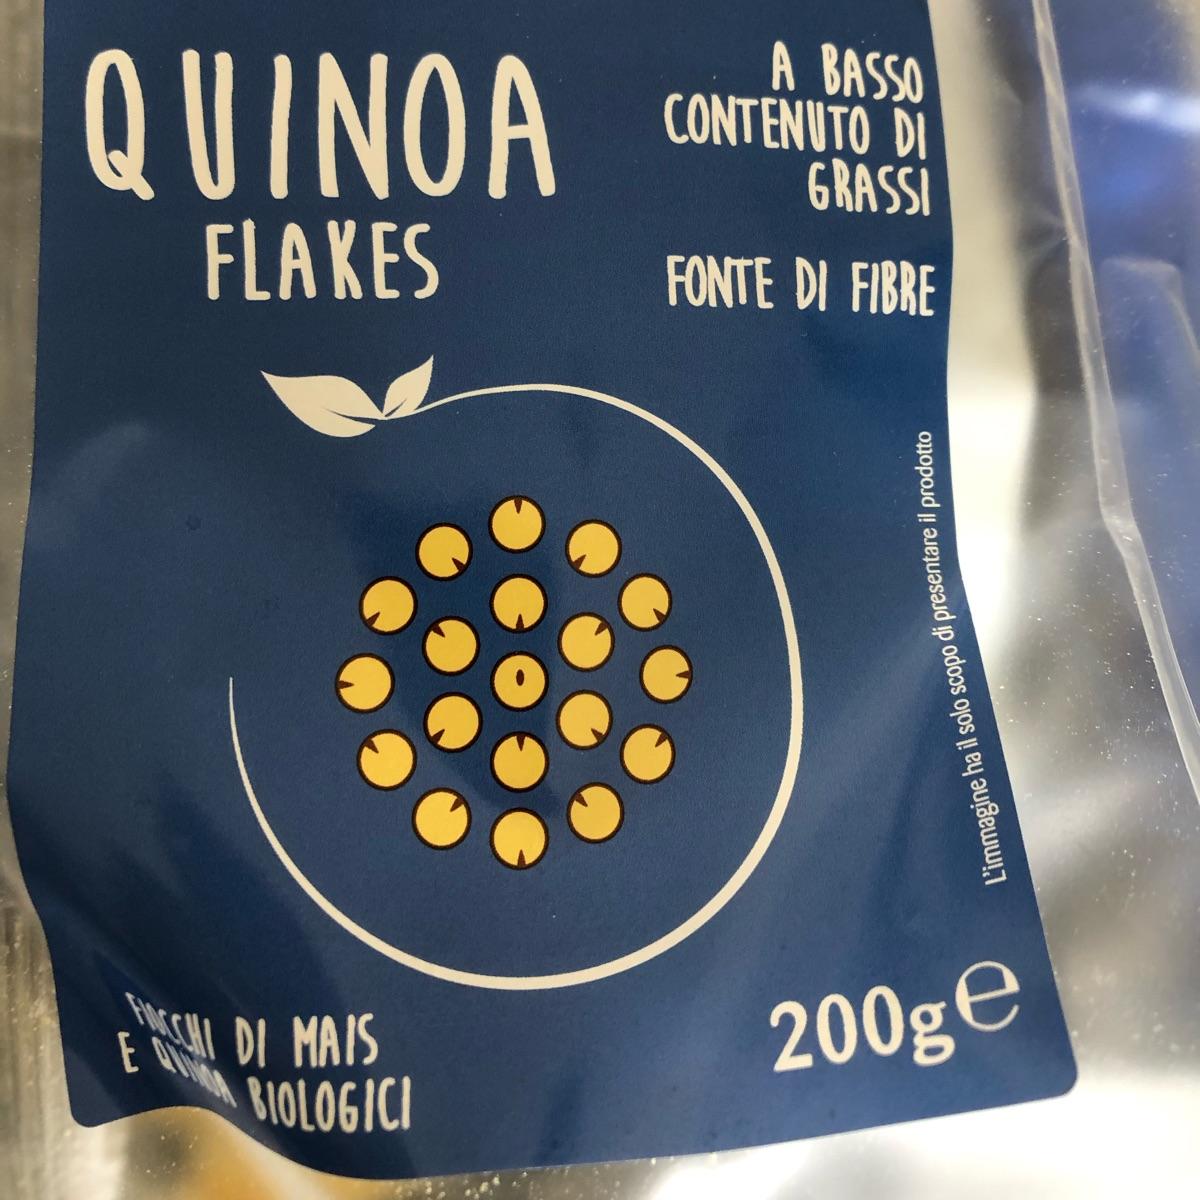 QUINOA
FLAKES
A BASSO
CONTENUTO DI
GRASSI
FONTE DI FIBRE
L'immagine ha il solo scopo di presentare il prodotto
FIOCCHI DI MAIS
E QUINOA BIOLOGICI
200g e